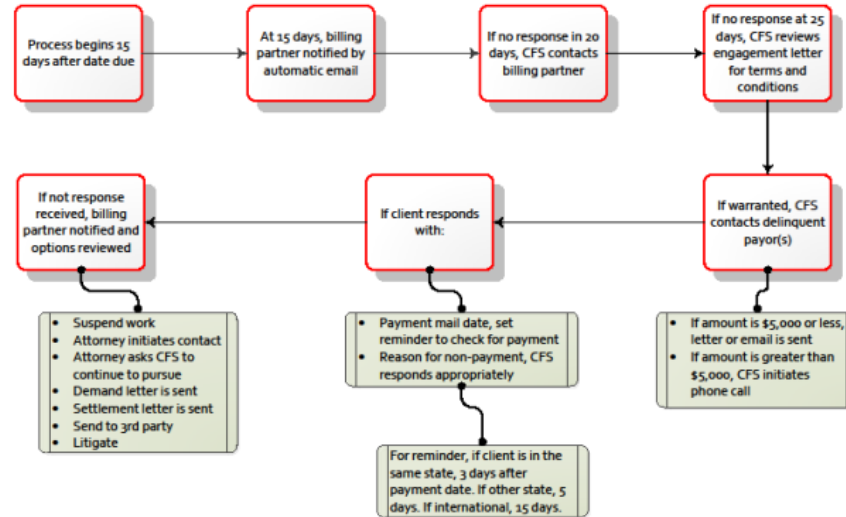 Process begins 15
days after date due
At 15 days, billing
partner notified by
automatic email
If no response in 20
days, CFS contacts
billing partner
If no response at 25
days, CFS reviews
engagement letter
for terms and
conditions
If warranted, CFS
contacts delinquent
payor(s)
If client responds
with:
If not response
received, billing
partner notified and
options reviewed
• If amount is $5,000 or less,
letter or email is sent
• If amount is greater than
$5,000, CFS initiates
phone call
• Payment mail date, set
reminder to check for payment
• Reason for non-payment, CFS
responds appropriately
For reminder, if client is in the
same state, 3 days after
payment date. If other state, 5
days. If international, 15 days.
• Suspend work
• Attorney initiates contact
• Attorney asks CFS to
continue to pursue
• Demand letter is sent
• Settlement letter is sent
• Send to 3rd party
• Litigate